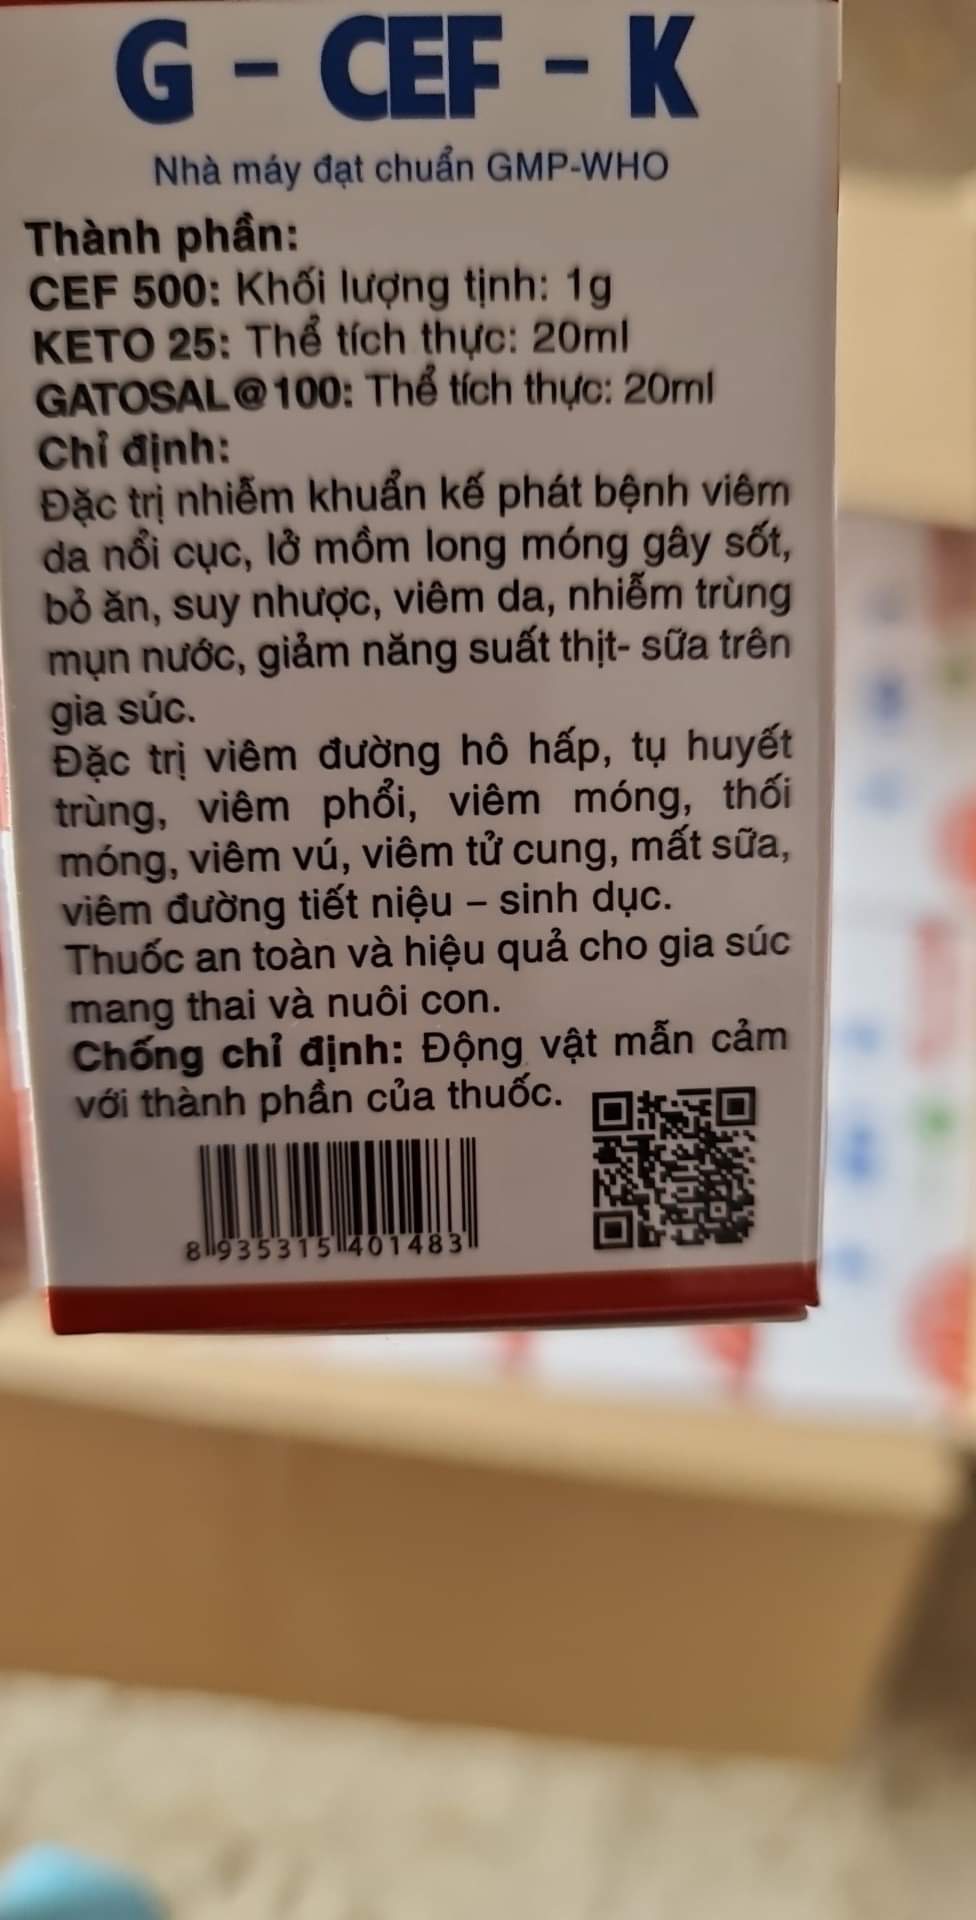 G - CEF - K
Nhà máy đạt chuẩn GMP-WHO
Thành phần:
CEF 500: Khối lượng tịnh: 1g
KETO 25: Thể tích thực: 20ml
GATOSAL@100: Thể tích thực: 20ml
Chỉ định:
Đặc trị nhiễm khuẩn kế phát bệnh viêm
da nổi cục, lở mồm long móng gây sốt,
bỏ ăn, suy nhược, viêm da, nhiễm trùng
mụn nước, giảm năng suất thịt- sữa trên
gia súc.
Đặc trị viêm đường hô hấp, tụ huyết
trùng, viêm phổi, viêm móng, thối
móng, viêm vú, viêm tử cung, mất sữa,
viêm đường tiết niệu – sinh dục.
Thuốc an toàn và hiệu quả cho gia súc
mang thai và nuôi con.
Chống chỉ định: Động vật mẫn cảm
với thành phần của thuốc.
8 935315 401483